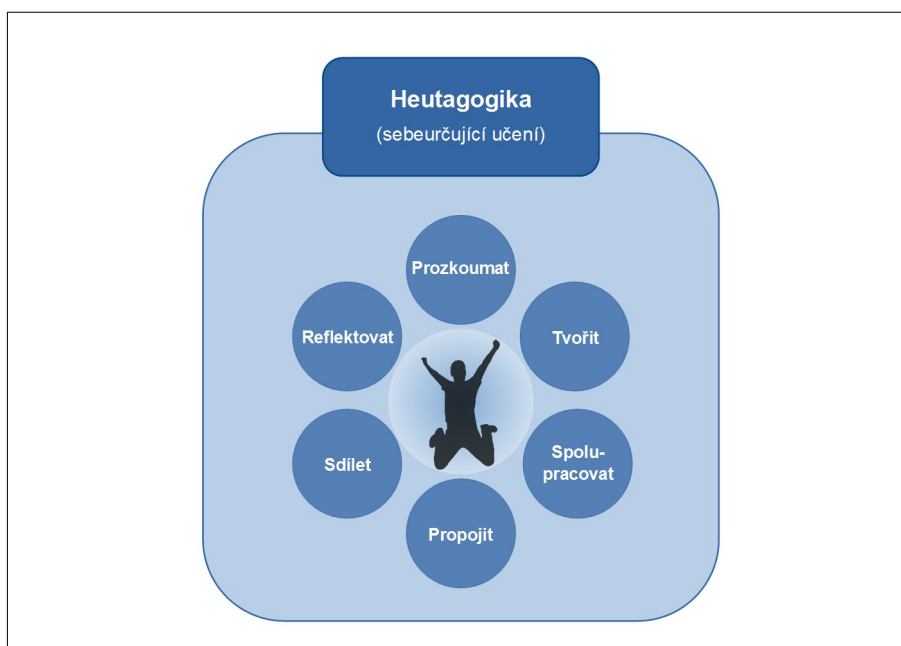 Heutagogika
(sebeurčující učení)
Prozkoumat
Tvořit
Spolu-
pracovat
Propojit
Sdílet
Reflektovat